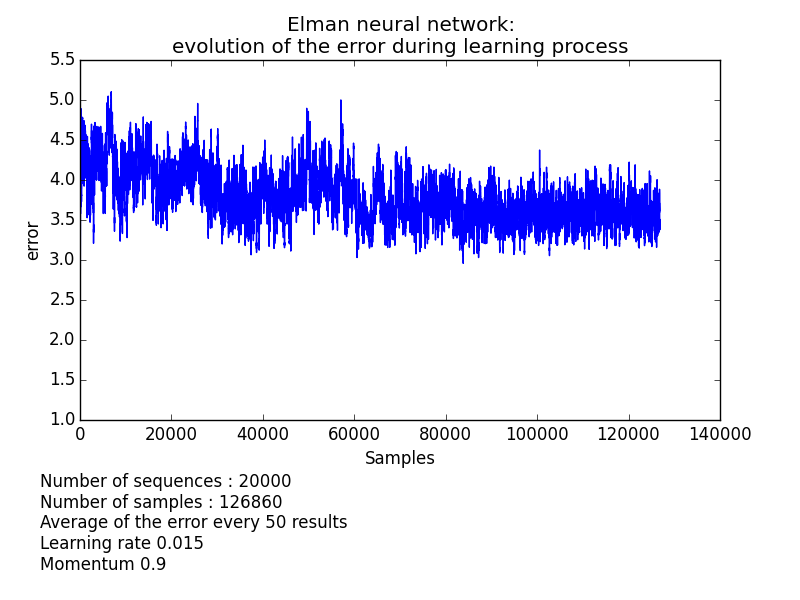 Elman neural network:
evolution of the error during learning process
5.5
5.0
4.5
4.0
3.5
3.0
2.5
2.0
1.5
1.0
error
0 20000 40000 60000 80000 100000 120000 140000
Samples
Number of sequences : 20000
Number of samples : 126860
Average of the error every 50 results
Learning rate 0.015
Momentum 0.9